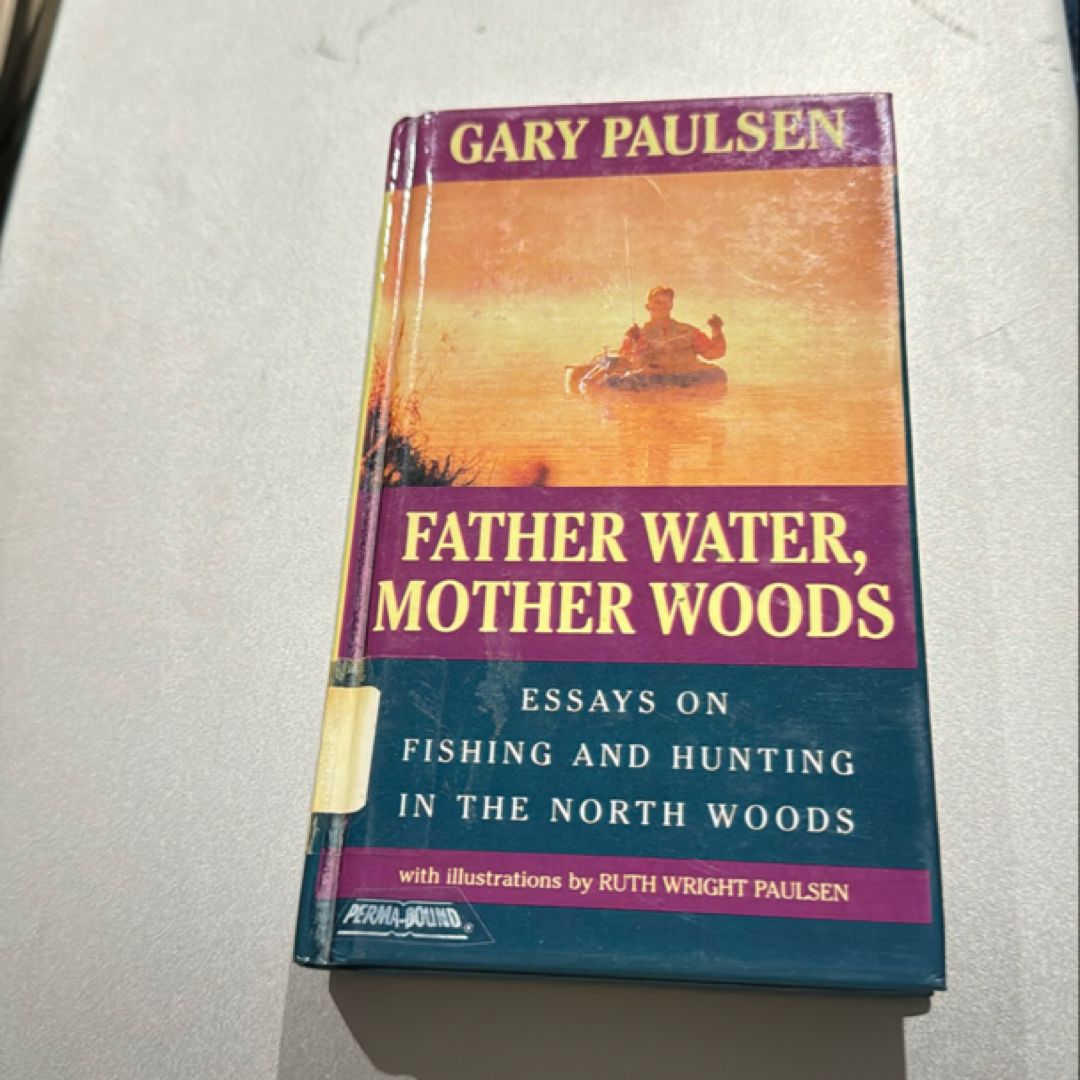 GARY PAULSEN
FATHER WATER,
MOTHER WOODS
ESSAYS ON
FISHING AND HUNTING
IN THE NORTH WOODS
with illustrations by RUTH WRIGHT PAULSEN
PERMA-BOUND®